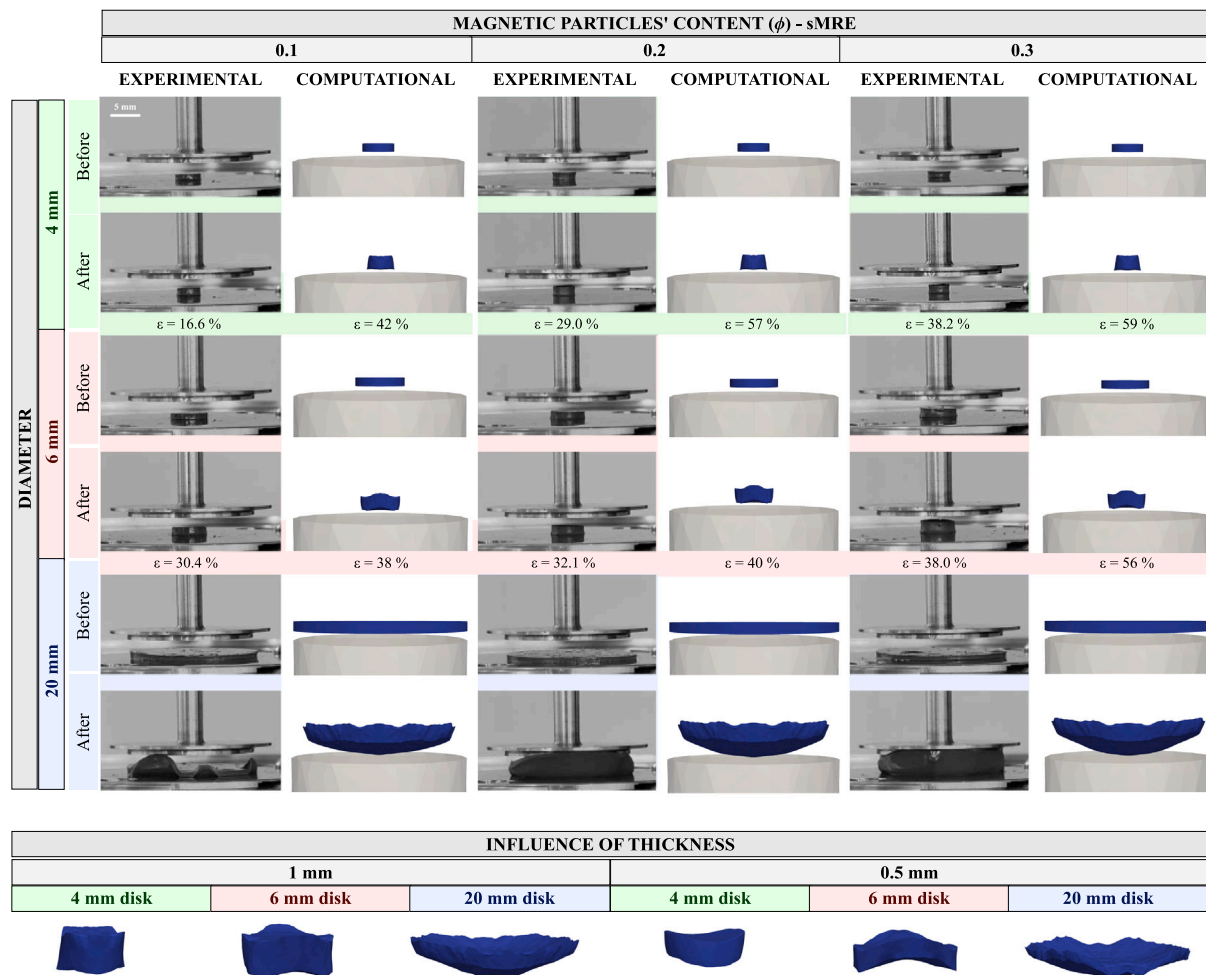 MAGNETIC PARTICLES' CONTENT (ϕ) - sMRE
0.1 0.2 0.3
EXPERIMENTAL COMPUTATIONAL EXPERIMENTAL COMPUTATIONAL EXPERIMENTAL COMPUTATIONAL
DIAMETER
4 mm
Before
5 mm
After
ε = 16.6 % ε = 42 % ε = 29.0 % ε = 57 % ε = 38.2 % ε = 59 %
6 mm
Before
After
ε = 30.4 % ε = 38 % ε = 32.1 % ε = 40 % ε = 38.0 % ε = 56 %
20 mm
Before
After
INFLUENCE OF THICKNESS
1 mm 0.5 mm
4 mm disk 6 mm disk 20 mm disk 4 mm disk 6 mm disk 20 mm disk